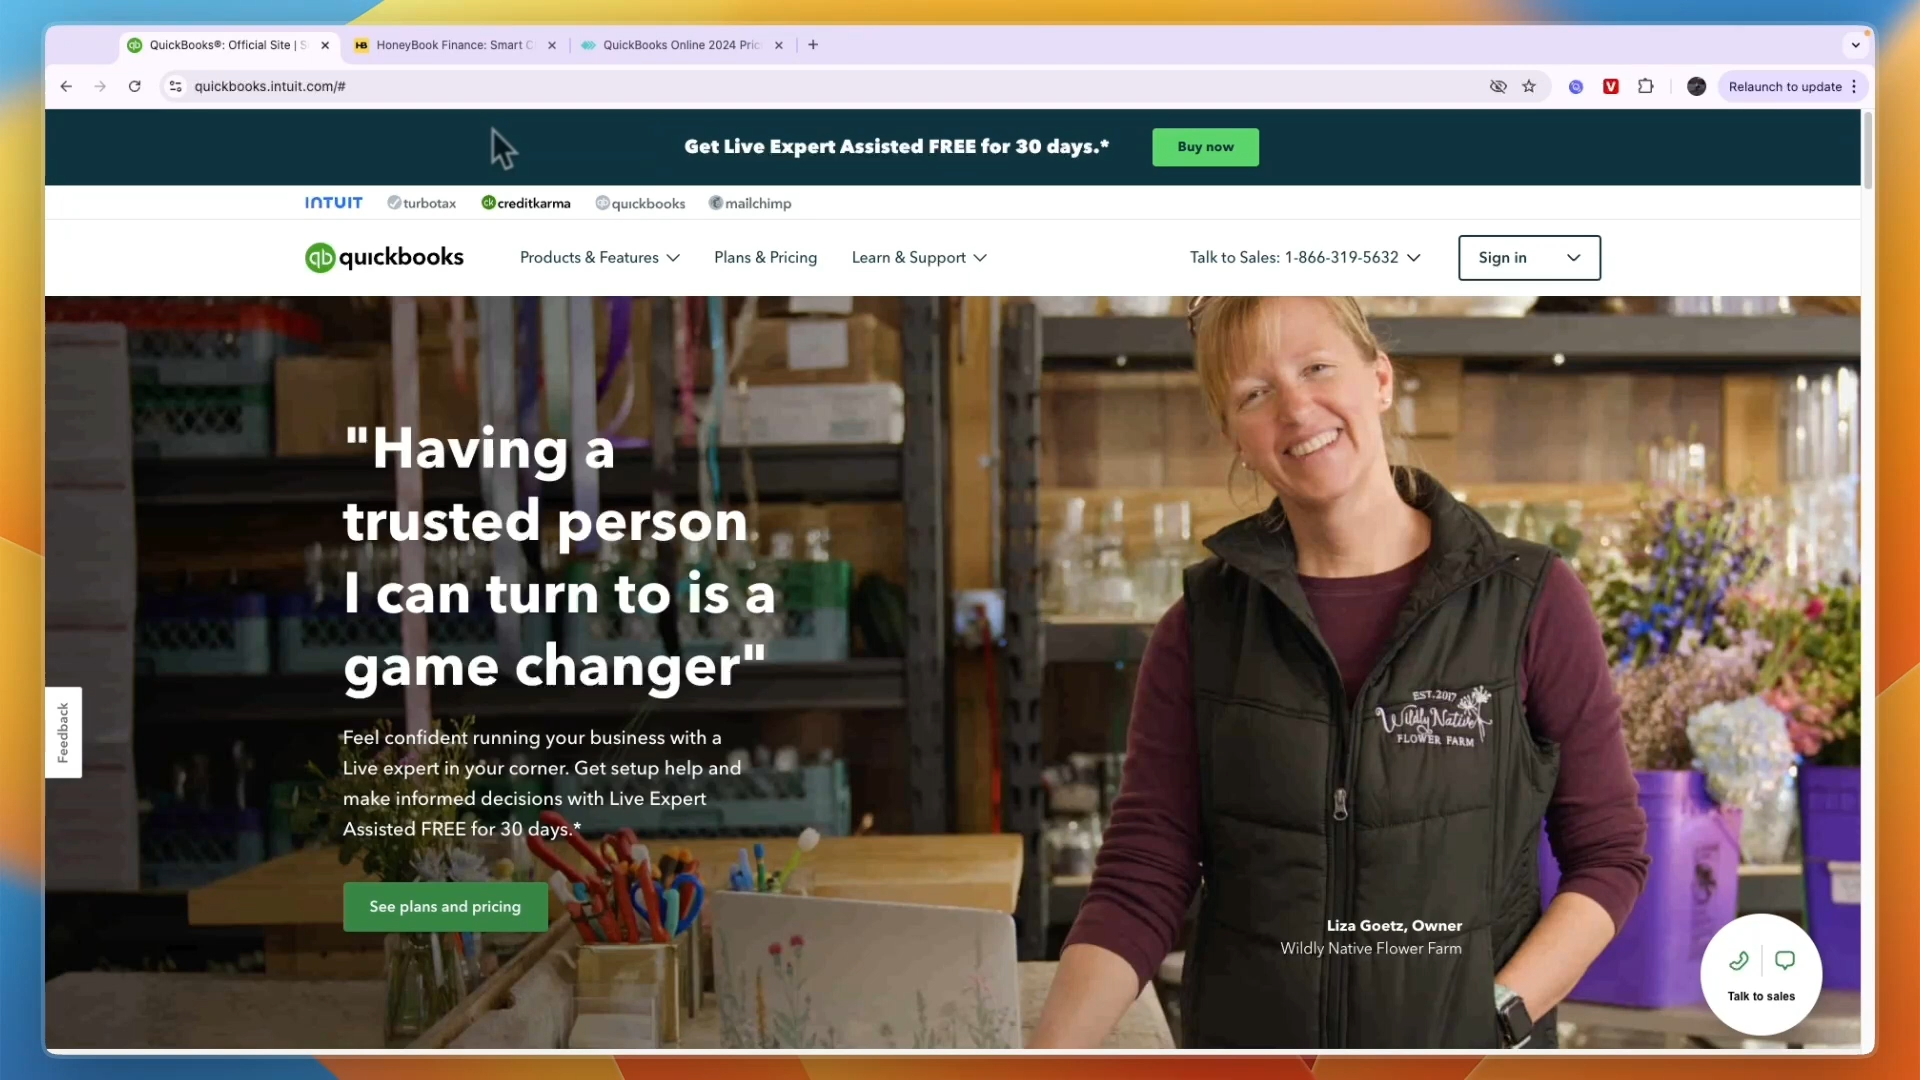 QuickBooks®: Official Site | S
HoneyBook Finance: Smart C
QuickBooks Online 2024 Pric
quickbooks.intuit.com/#
Relaunch to update
Get Live Expert Assisted FREE for 30 days.*
Buy now
INTUIT
turbotax
creditkarma
quickbooks
mailchimp
quickbooks
Products & Features
Plans & Pricing
Learn & Support
Talk to Sales: 1-866-319-5632
Sign in
"Having a
trusted person
I can turn to is a
game changer"
Feel confident running your business with a
Live expert in your corner. Get setup help and
make informed decisions with Live Expert
Assisted FREE for 30 days.*
See plans and pricing
Feedback
EST. 2017
Wildly Native
FLOWER FARM
Liza Goetz, Owner
Wildly Native Flower Farm
Talk to sales